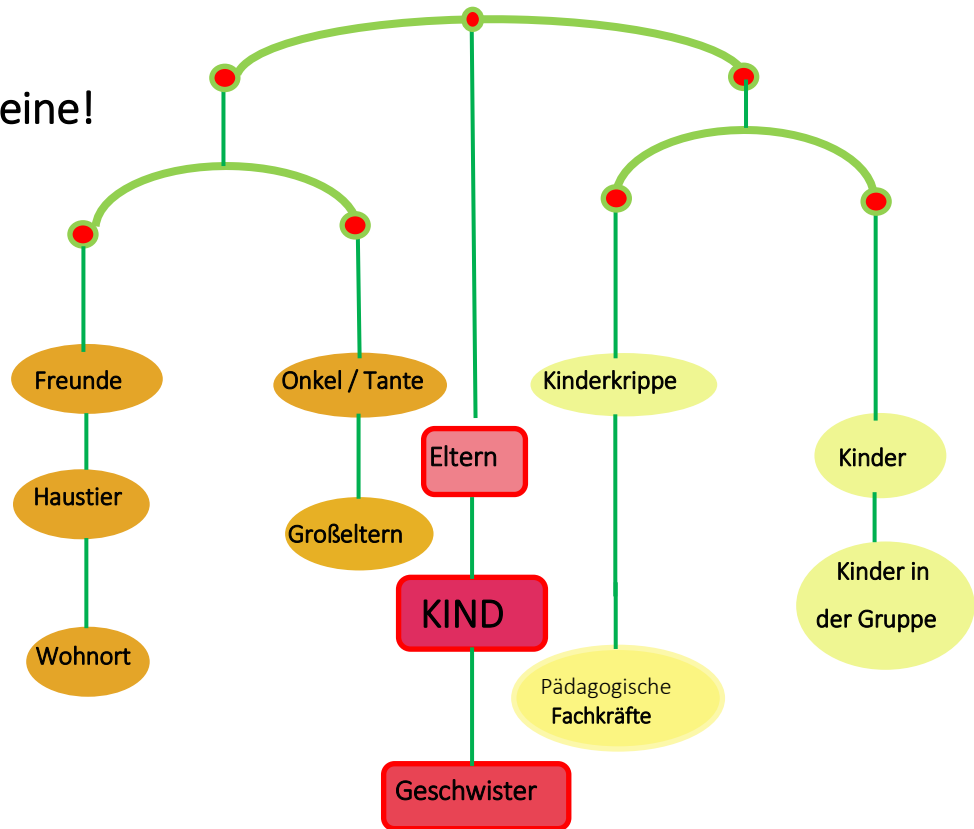 eine!
Freunde
Onkel / Tante
Kinderkrippe
Eltern
Kinder
Haustier
Großeltern
Kinder in
der Gruppe
KIND
Wohnort
Pädagogische
Fachkräfte
Geschwister